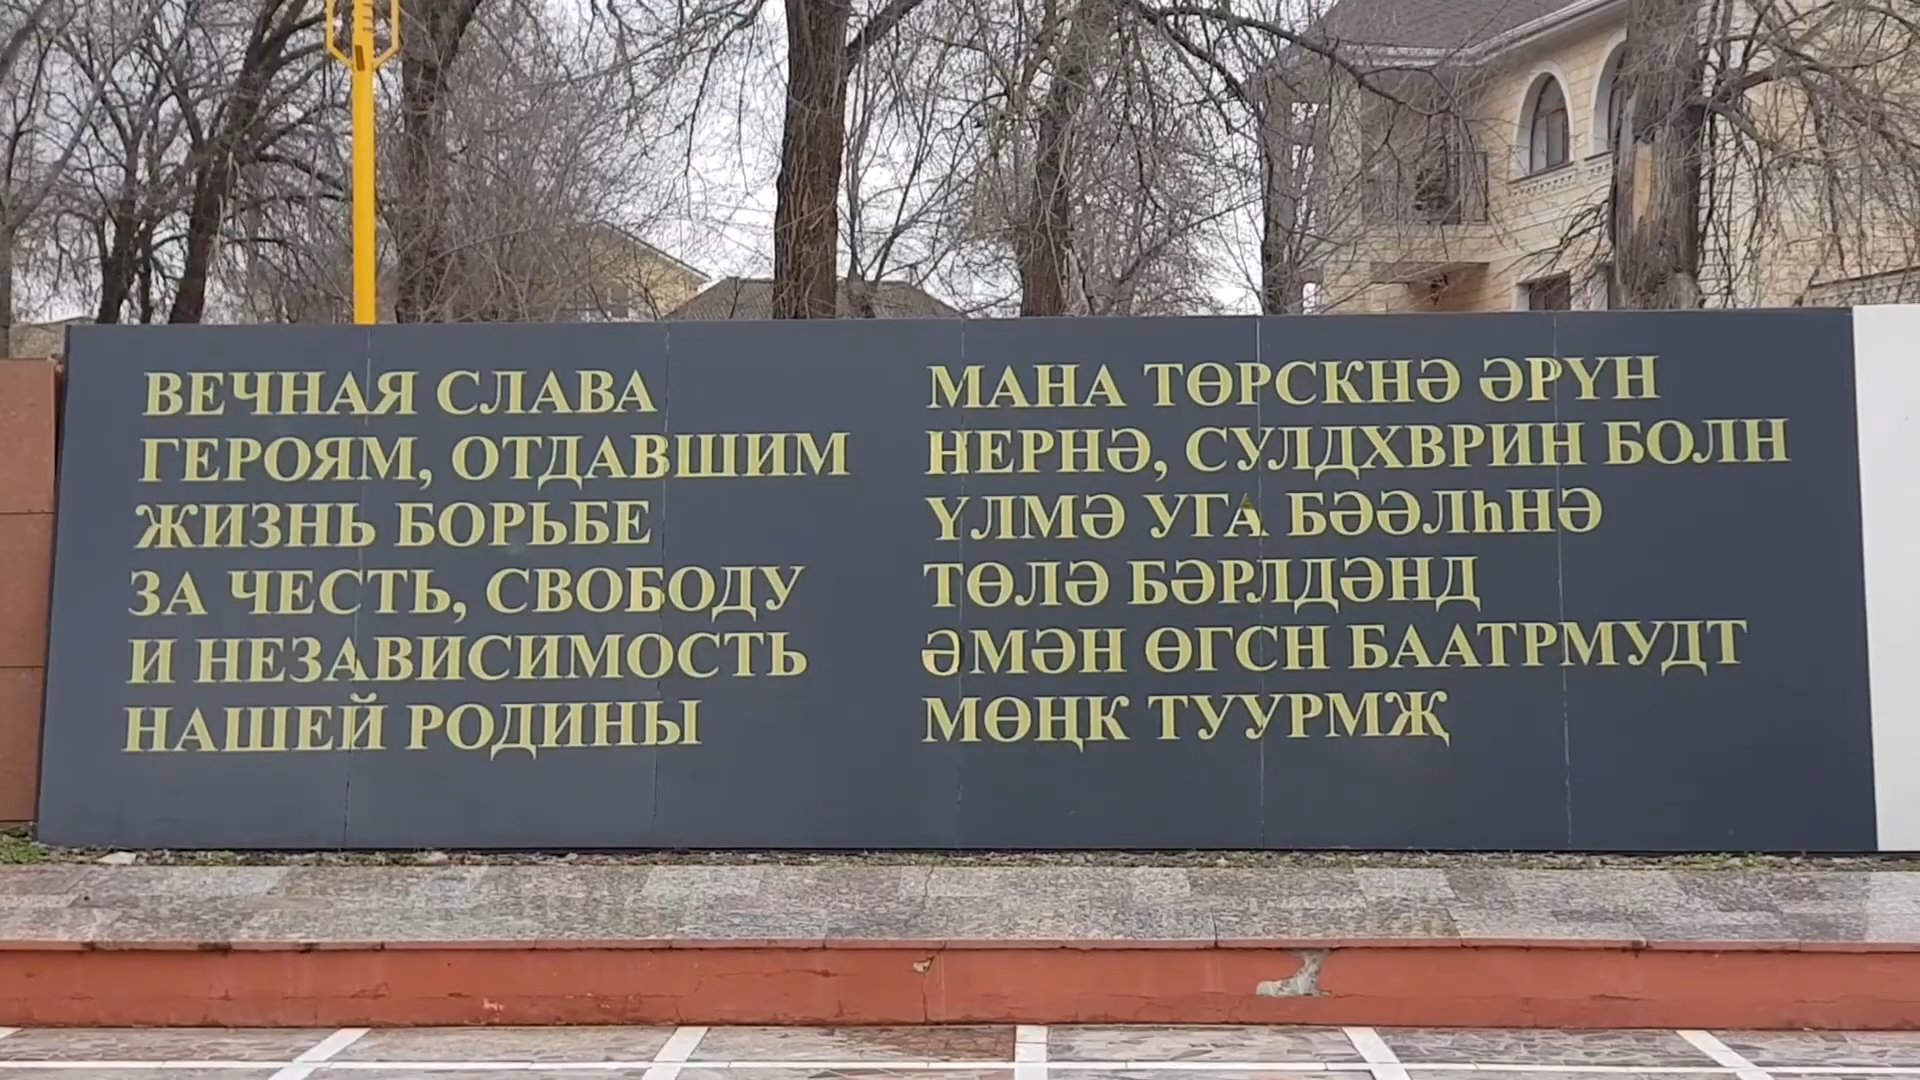 ВЕЧНАЯ СЛАВА
ГЕРОЯМ, ОТДАВШИМ
ЖИЗНЬ БОРЬБЕ
ЗА ЧЕСТЬ, СВОБОДУ
И НЕЗАВИСИМОСТЬ
НАШЕЙ РОДИНЫ
МАНА ТӨРСКНӘ ӘРҮН
НЕРНӘ, СУЛДХВРИН БОЛН
ҮЛМӘ УГА БӘӘЛҺНӘ
ТӨЛӘ БӘРЛДӘНД
ӘМӘН ӨГСН БААТРМУДТ
МӨҢК ТУУРМҖ